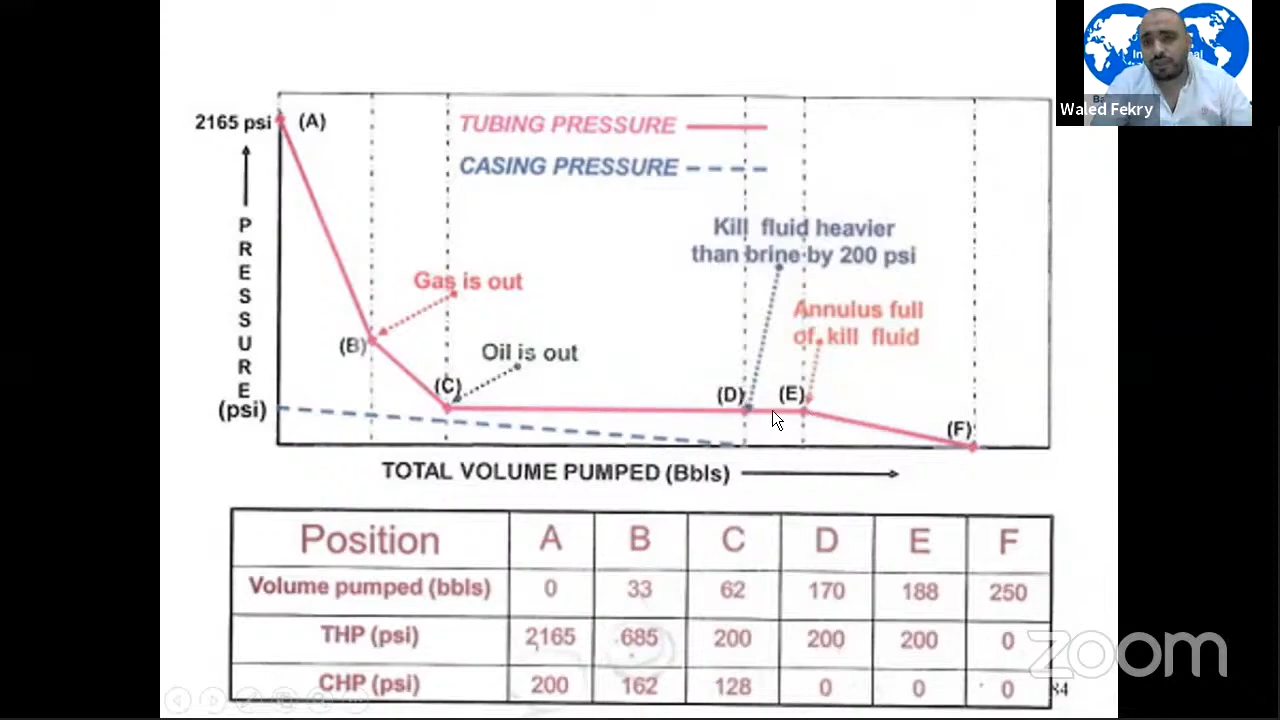 Waled Fekry
2165 psi
(A)
TUBING PRESSURE
CASING PRESSURE
PRESSURE
(psi)
Kill fluid heavier
than brine by 200 psi
Gas is out
Annulus full
of kill fluid
(B)
Oil is out
(C)
(D)
(E)
(F)
TOTAL VOLUME PUMPED (Bbls)
Position A B C D E F
Volume pumped (bbls) 0 33 62 170 188 250
THP (psi) 2165 685 200 200 200 0
CHP (psi) 200 162 128 0 0 0
zoom
84